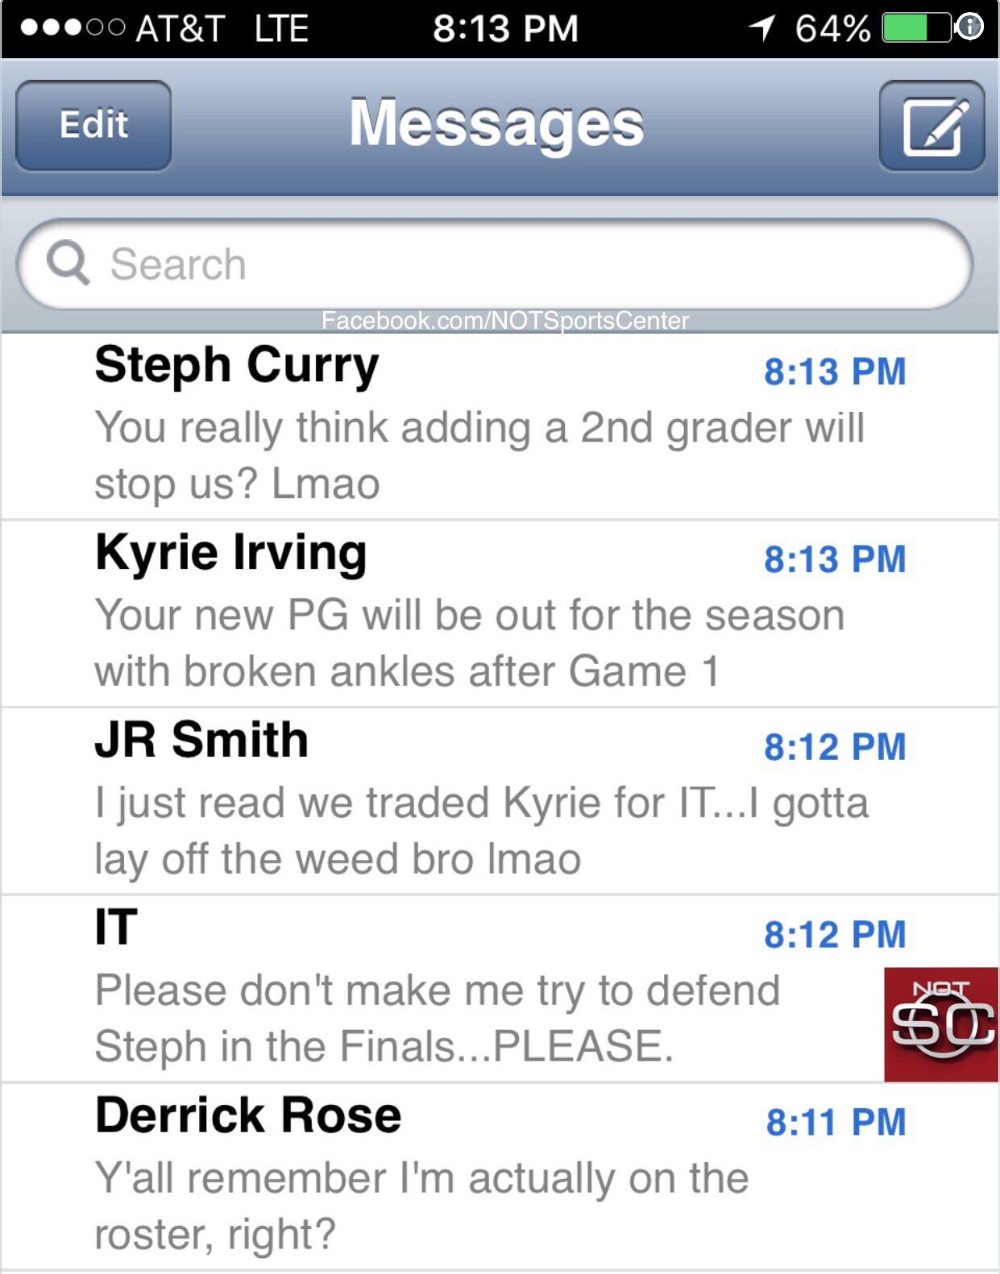 AT&T LTE 8:13 PM 64%
Edit Messages
Search
Facebook.com/NOTSportsCenter
Steph Curry 8:13 PM
You really think adding a 2nd grader will
stop us? Lmao
Kyrie Irving 8:13 PM
Your new PG will be out for the season
with broken ankles after Game 1
JR Smith 8:12 PM
I just read we traded Kyrie for IT...I gotta
lay off the weed bro lmao
IT 8:12 PM
Please don't make me try to defend
Steph in the Finals...PLEASE.
NOT
SC
Derrick Rose 8:11 PM
Y'all remember I'm actually on the
roster, right?